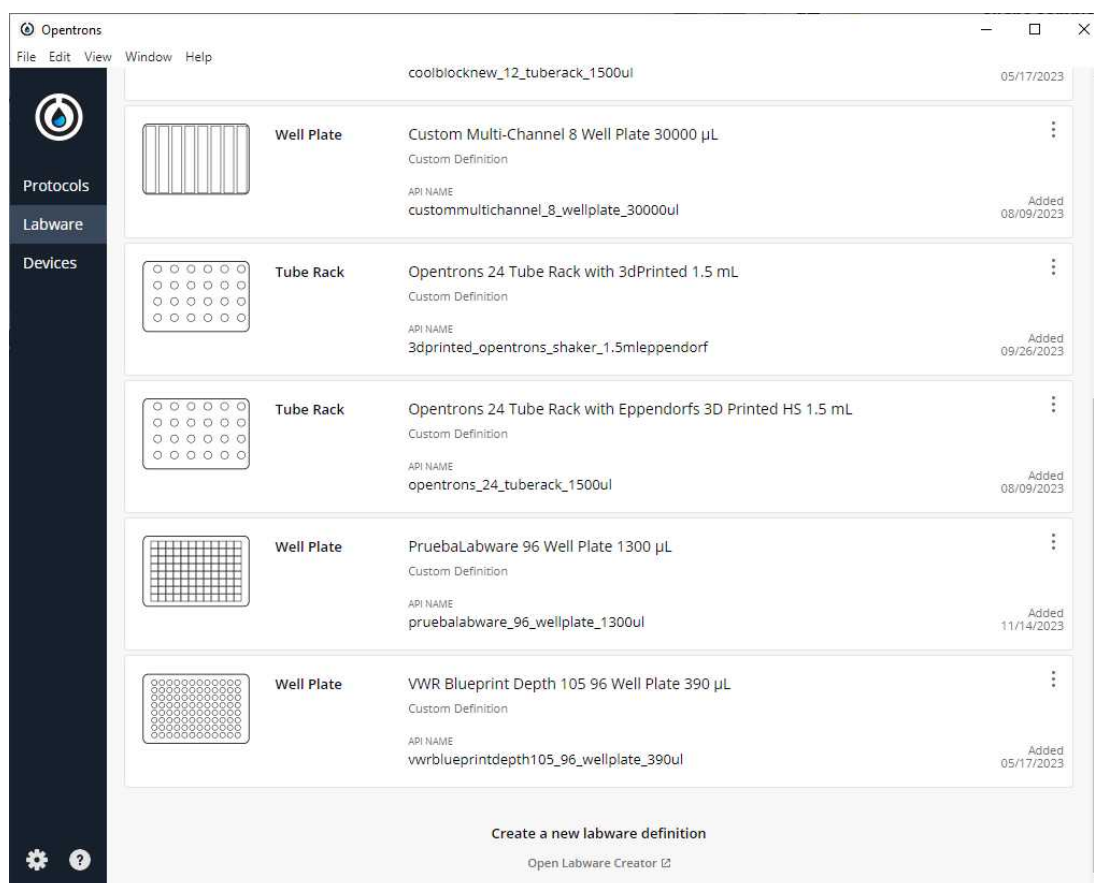 Opentrons
File Edit View Window Help
coolblocknew_12_tuberack_1500ul
05/17/2023
Protocols
Labware
Devices
Well Plate
Custom Multi-Channel 8 Well Plate 30000 µL
Custom Definition
API NAME
custommultichannel_8_wellplate_30000ul
Added
08/09/2023
Tube Rack
Opentrons 24 Tube Rack with 3dPrinted 1.5 mL
Custom Definition
API NAME
3dprinted_opentrons_shaker_1.5mleppendorf
Added
09/26/2023
Tube Rack
Opentrons 24 Tube Rack with Eppendorfs 3D Printed HS 1.5 mL
Custom Definition
API NAME
opentrons_24_tuberack_1500ul
Added
08/09/2023
Well Plate
PruebaLabware 96 Well Plate 1300 µL
Custom Definition
API NAME
pruebalabware_96_wellplate_1300ul
Added
11/14/2023
Well Plate
VWR Blueprint Depth 105 96 Well Plate 390 µL
Custom Definition
API NAME
vwrblueprintdepth105_96_wellplate_390ul
Added
05/17/2023
Create a new labware definition
Open Labware Creator